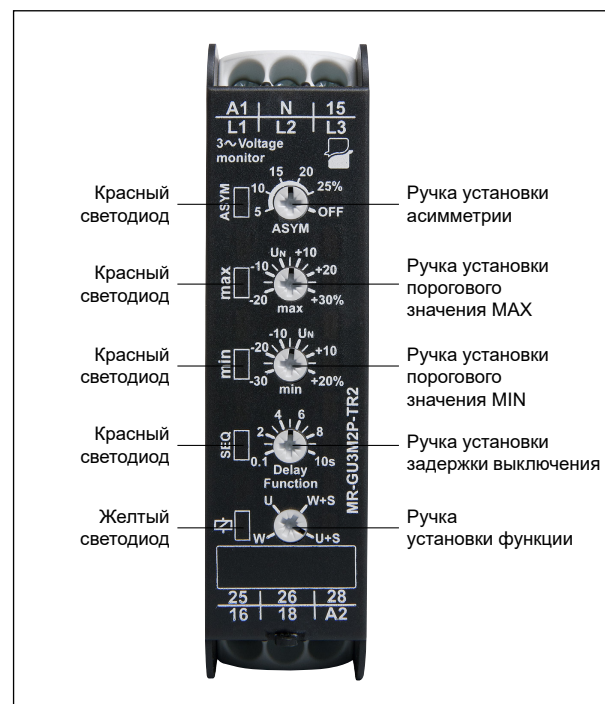 A1 N 15
L1 L2 L3
3~Voltage
monitor
Красный
светодиод
ASYM
5 10 15 20 25% OFF
ASYM
Ручка установки
асимметрии
Красный
светодиод
max
-20 -10 UN +10 +20 +30%
max
Ручка установки
порогового
значения MAX
Красный
светодиод
min
-30 -20 -10 UN +10 +20%
min
Ручка установки
порогового
значения MIN
Красный
светодиод
SEQ
0.1 2 4 6 8 10s
Delay
Function
Ручка установки
задержки выключения
MR-GU3M2P-TR2
Желтый
светодиод
W U W+S U+S
Ручка
установки функции
25 26 28
16 18 A2